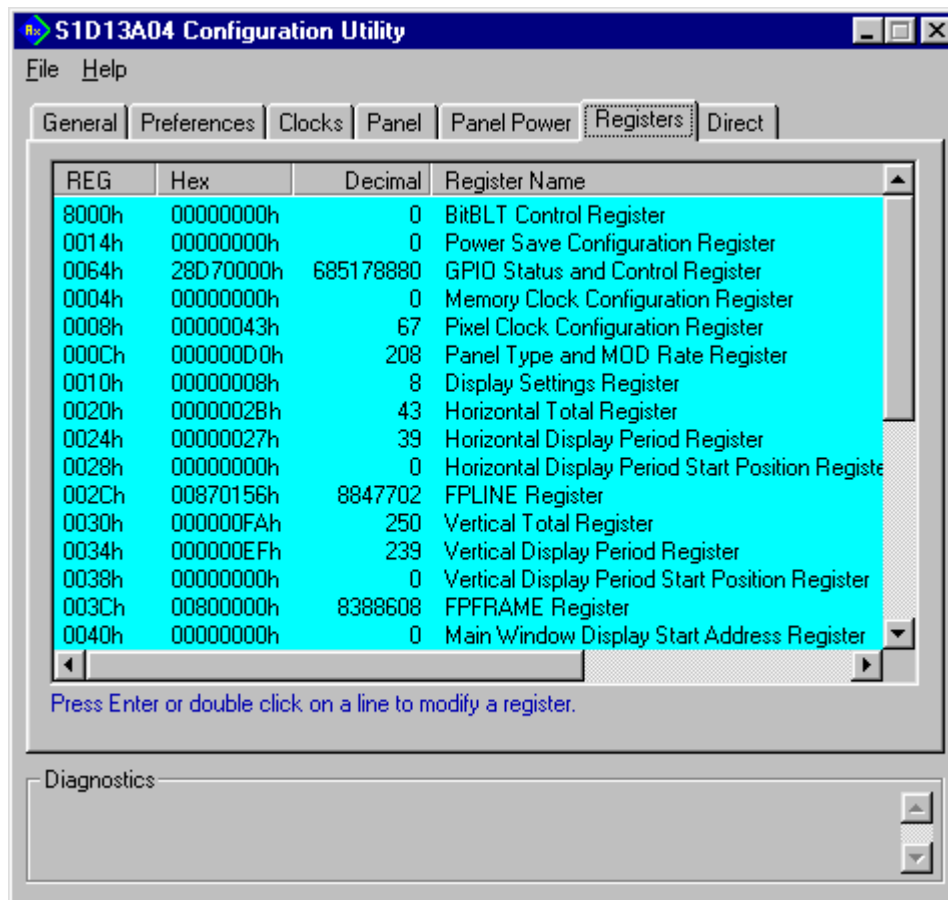 S1D13A04 Configuration Utility
File Help
General Preferences Clocks Panel Panel Power Registers Direct
REG Hex Decimal Register Name
8000h 00000000h 0 BitBLT Control Register
0014h 00000000h 0 Power Save Configuration Register
0064h 28D70000h 685178880 GPIO Status and Control Register
0004h 00000000h 0 Memory Clock Configuration Register
0008h 00000043h 67 Pixel Clock Configuration Register
000Ch 000000D0h 208 Panel Type and MOD Rate Register
0010h 00000008h 8 Display Settings Register
0020h 0000002Bh 43 Horizontal Total Register
0024h 00000027h 39 Horizontal Display Period Register
0028h 00000000h 0 Horizontal Display Period Start Position Registe
002Ch 00870156h 8847702 FPLINE Register
0030h 000000FAh 250 Vertical Total Register
0034h 000000EFh 239 Vertical Display Period Register
0038h 00000000h 0 Vertical Display Period Start Position Register
003Ch 00800000h 8388608 FPFRAME Register
0040h 00000000h 0 Main Window Display Start Address Register
Press Enter or double click on a line to modify a register.
Diagnostics